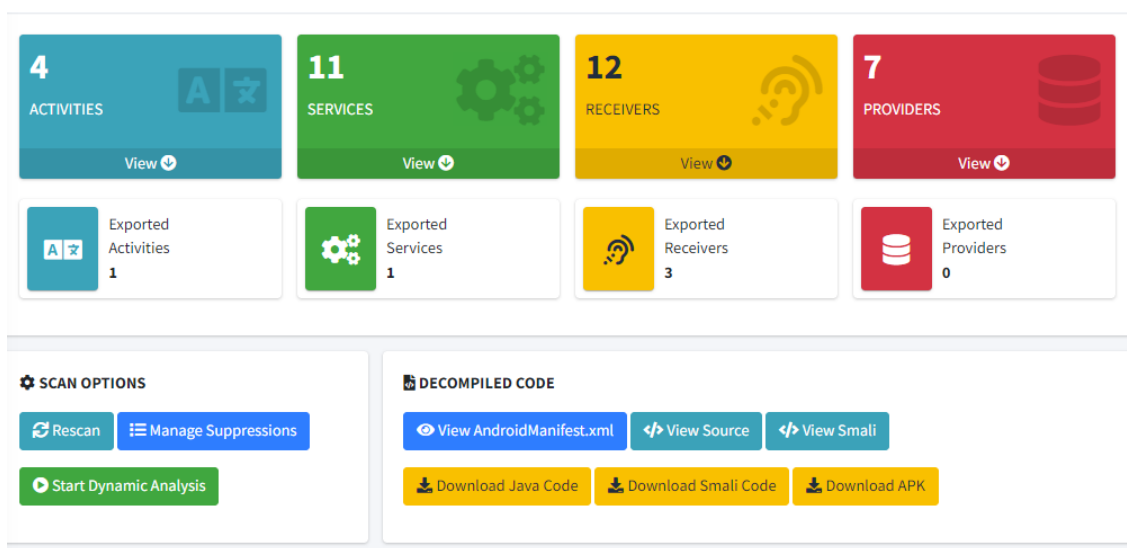 4
ACTIVITIES
View
11
SERVICES
View
12
RECEIVERS
View
7
PROVIDERS
View
Exported
Activities
1
Exported
Services
1
Exported
Receivers
3
Exported
Providers
0
SCAN OPTIONS
Rescan
Manage Suppressions
Start Dynamic Analysis
DECOMPILED CODE
View AndroidManifest.xml
View Source
View Smali
Download Java Code
Download Smali Code
Download APK